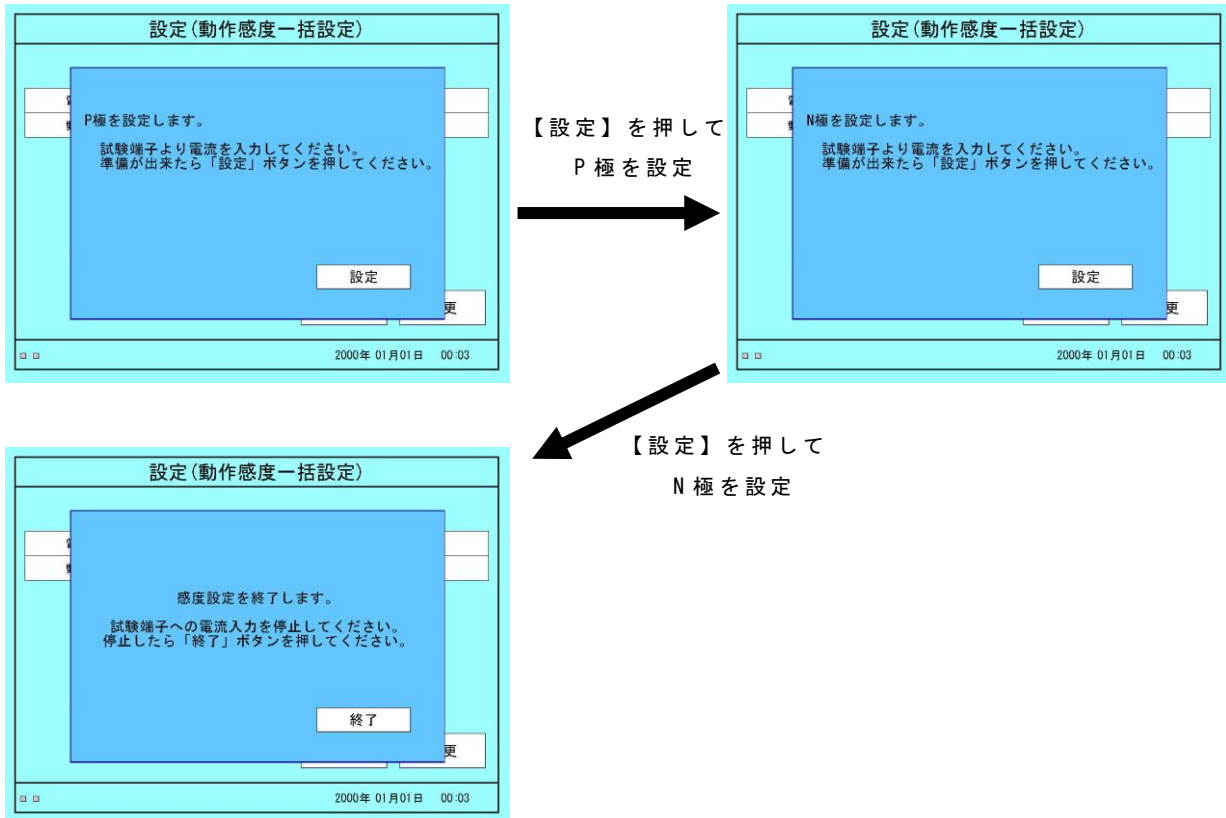 設定(動作感度一括設定)
P極を設定します。
試験端子より電流を入力してください。
準備が出来たら「設定」ボタンを押してください。
設定
更
2000年 01月01日 00:03
【設定】を押して
P極を設定
設定(動作感度一括設定)
N極を設定します。
試験端子より電流を入力してください。
準備が出来たら「設定」ボタンを押してください。
設定
更
2000年 01月01日 00:03
【設定】を押して
N極を設定
設定(動作感度一括設定)
感度設定を終了します。
試験端子への電流入力を停止してください。
停止したら「終了」ボタンを押してください。
終了
更
2000年 01月01日 00:03